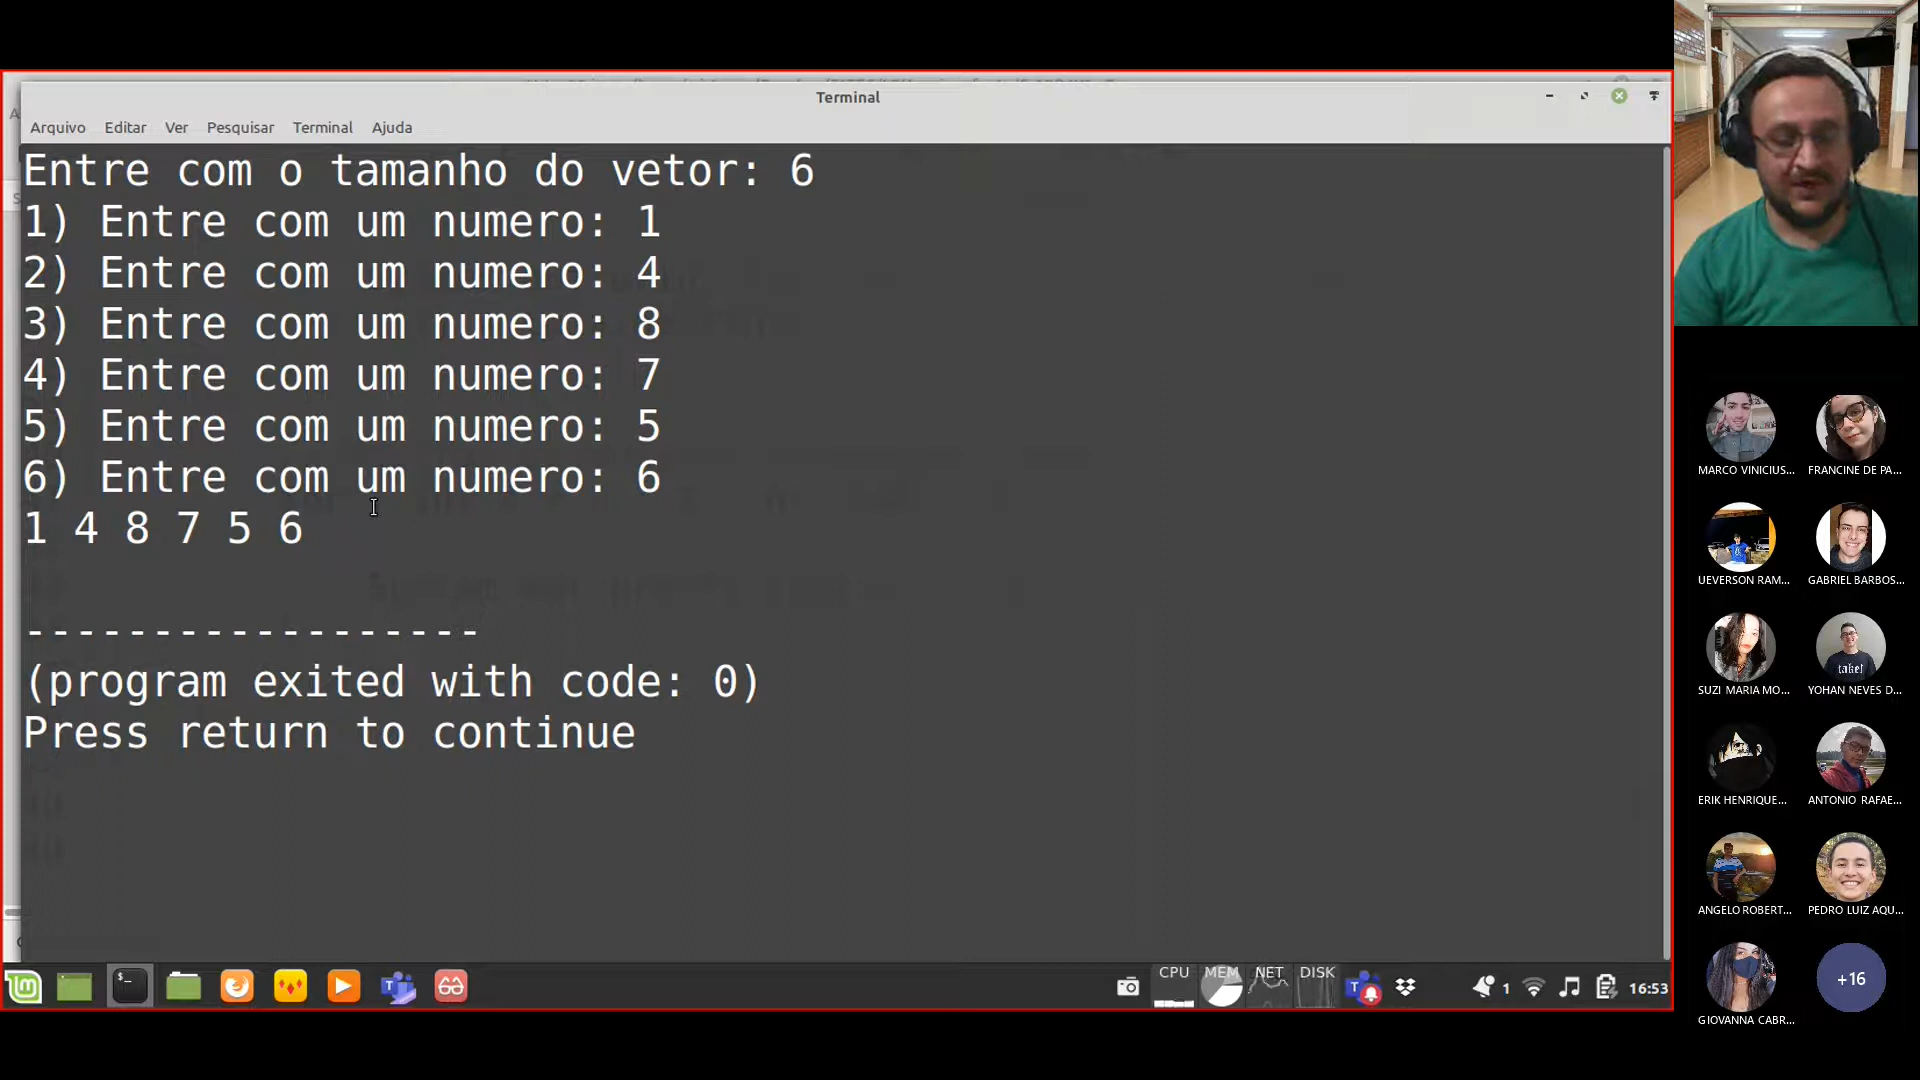 Terminal
Arquivo Editar Ver Pesquisar Terminal Ajuda
Entre com o tamanho do vetor: 6
1) Entre com um numero: 1
2) Entre com um numero: 4
3) Entre com um numero: 8
4) Entre com um numero: 7
5) Entre com um numero: 5
6) Entre com um numero: 6
1 4 8 7 5 6
------------------
(program exited with code: 0)
Press return to continue
CPU MEM NET DISK
1 16:53
MARCO VINICIUS... FRANCINE DE PA...
UEVERSON RAM... GABRIEL BARBOS...
SUZI MARIA MO... YOHAN NEVES D...
ERIK HENRIQUE... ANTONIO RAFAE...
ANGELO ROBERT... PEDRO LUIZ AQU...
GIOVANNA CABR... +16